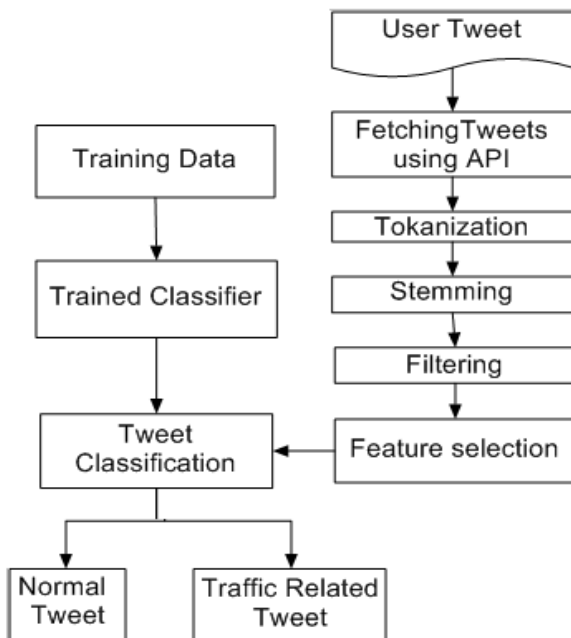 User Tweet
FetchingTweets
using API
Training Data
Tokanization
Trained Classifier
Stemming
Filtering
Tweet
Classification
Feature selection
Normal
Tweet
Traffic Related
Tweet